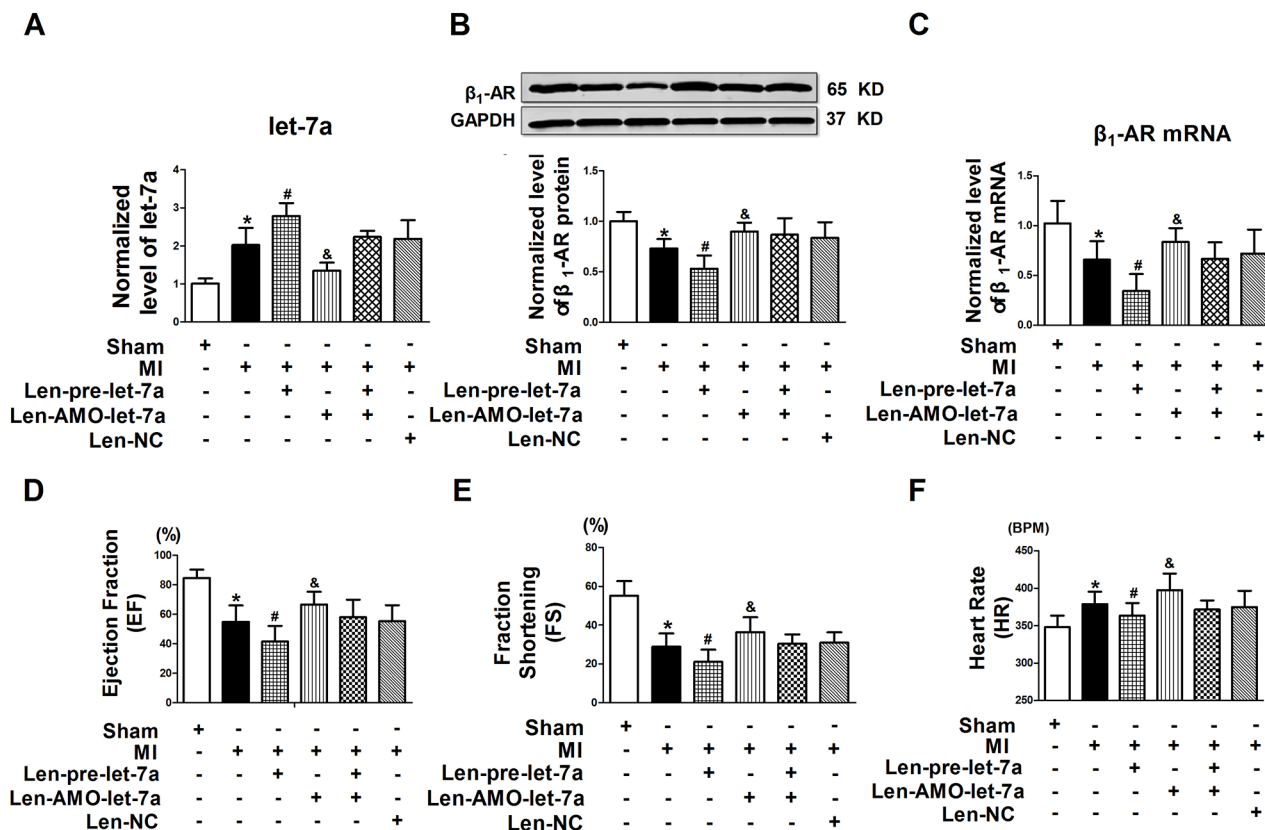 A
let-7a
Normalized
level of let-7a
4
3
2
1
0
*
#
&
Sham + - - - - -
MI - + + + + +
Len-pre-let-7a - - + - + -
Len-AMO-let-7a - - - + + -
Len-NC - - - - - +
B
β1-AR 65 KD
GAPDH 37 KD
Normalized level
of β1-AR protein
1.5
1.0
0.5
0.0
*
#
&
Sham + - - - - -
MI - + + + + +
Len-pre-let-7a - - + - + -
Len-AMO-let-7a - - - + + -
Len-NC - - - - - +
C
β1-AR mRNA
Normalized level
of β1-AR mRNA
1.5
1.0
0.5
0.0
*
#
&
Sham + - - - - -
MI - + + + + +
Len-pre-let-7a - - + - + -
Len-AMO-let-7a - - - + + -
Len-NC - - - - - +
D
(%)
Ejection Fraction
(EF)
100
80
60
40
20
0
*
#
&
Sham + - - - - -
MI - + + + + +
Len-pre-let-7a - - + - + -
Len-AMO-let-7a - - - + + -
Len-NC - - - - - +
E
(%)
Fraction
Shortening
(FS)
80
60
40
20
0
*
#
&
Sham + - - - - -
MI - + + + + +
Len-pre-let-7a - - + - + -
Len-AMO-let-7a - - - + + -
Len-NC - - - - - +
F
(BPM)
Heart Rate
(HR)
450
400
350
300
250
*
#
&
Sham + - - - - -
MI - + + + + +
Len-pre-let-7a - - + - + -
Len-AMO-let-7a - - - + + -
Len-NC - - - - - +